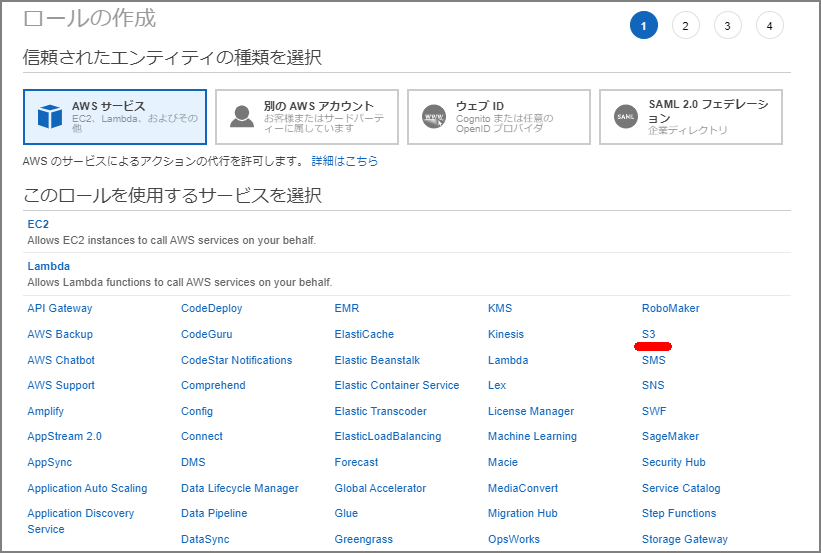 ロールの作成
1 2 3 4
信頼されたエンティティの種類を選択
AWS サービス
EC2、Lambda、およびその
他
別の AWS アカウント
お客様またはサードパーテ
ィーに属しています
WWW
ウェブ ID
Cognito または任意の
OpenID プロバイダ
SAML
SAML 2.0 フェデレーシ
ョン
企業ディレクトリ
AWS のサービスによるアクションの代行を許可します。 詳細はこちら
このロールを使用するサービスを選択
EC2
Allows EC2 instances to call AWS services on your behalf.
Lambda
Allows Lambda functions to call AWS services on your behalf.
API Gateway CodeDeploy EMR KMS RoboMaker
AWS Backup CodeGuru ElastiCache Kinesis S3
AWS Chatbot CodeStar Notifications Elastic Beanstalk Lambda SMS
AWS Support Comprehend Elastic Container Service Lex SNS
Amplify Config Elastic Transcoder License Manager SWF
AppStream 2.0 Connect ElasticLoadBalancing Machine Learning SageMaker
AppSync DMS Forecast Macie Security Hub
Application Auto Scaling Data Lifecycle Manager Global Accelerator MediaConvert Service Catalog
Application Discovery Data Pipeline Glue Migration Hub Step Functions
Service
DataSync Greengrass OpsWorks Storage Gateway